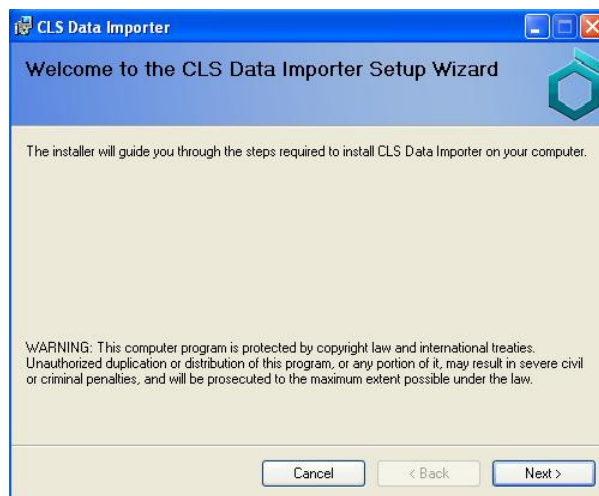 CLS Data Importer
Welcome to the CLS Data Importer Setup Wizard
The installer will guide you through the steps required to install CLS Data Importer on your computer.
WARNING: This computer program is protected by copyright law and international treaties.
Unauthorized duplication or distribution of this program, or any portion of it, may result in severe civil
or criminal penalties, and will be prosecuted to the maximum extent possible under the law.
Cancel
< Back
Next >